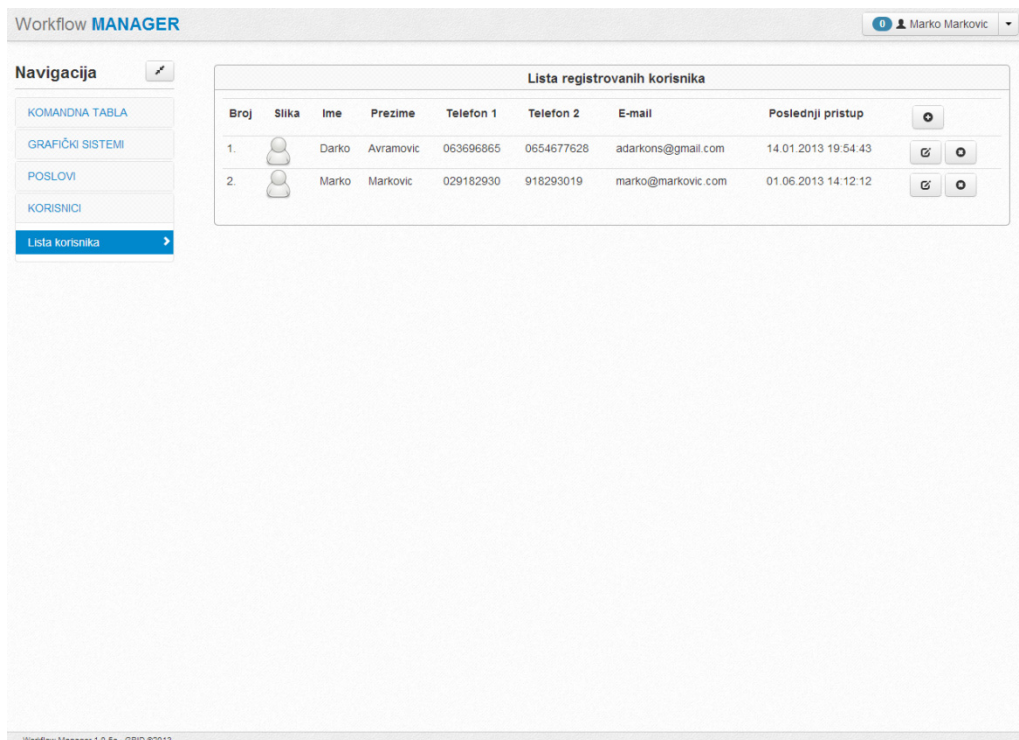 Workflow MANAGER
0 Marko Markovic
Navigacija
KOMANDNA TABLA
GRAFIČKI SISTEMI
POSLOVI
KORISNICI
Lista korisnika
Lista registrovanih korisnika
Broj Slika Ime Prezime Telefon 1 Telefon 2 E-mail Poslednji pristup
1. Darko Avramovic 063696865 0654677628 adarkons@gmail.com 14.01.2013 19:54:43
2. Marko Markovic 029182930 918293019 marko@markovic.com 01.06.2013 14:12:12
Workflow Manager